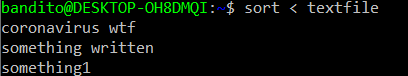 bandito@DESKTOP-OH8DMQI:~$ sort < textfile
coronavirus wtf
something written
something1